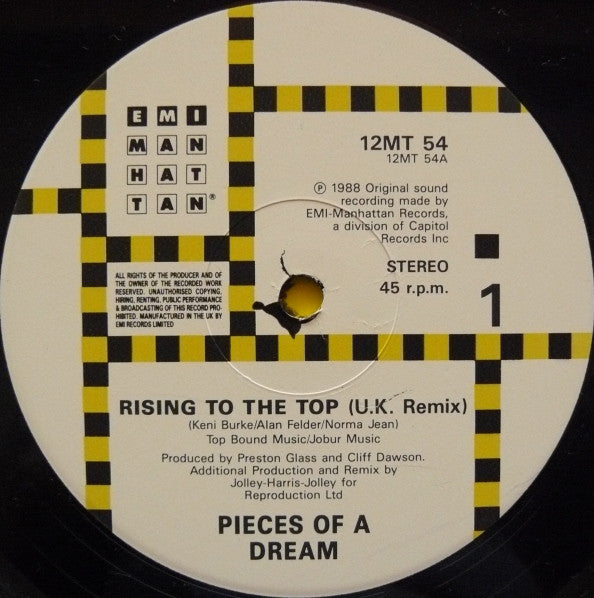 EMI
MAN
HAT
TAN®
12MT 54
12MT 54A
℗ 1988 Original sound
recording made by
EMI-Manhattan Records,
a division of Capitol
Records Inc
STEREO
45 r.p.m.
1
ALL RIGHTS OF THE PRODUCER AND OF
THE OWNER OF THE RECORDED WORK
RESERVED. UNAUTHORISED COPYING,
HIRING, RENTING, PUBLIC PERFORMANCE
& BROADCASTING OF THIS RECORD PRO-
HIBITED. MANUFACTURED IN THE UK BY
EMI RECORDS LIMITED
RISING TO THE TOP (U.K. Remix)
(Keni Burke/Alan Felder/Norma Jean)
Top Bound Music/Jobur Music
Produced by Preston Glass and Cliff Dawson.
Additional Production and Remix by
Jolley-Harris-Jolley for
Reproduction Ltd
PIECES OF A
DREAM